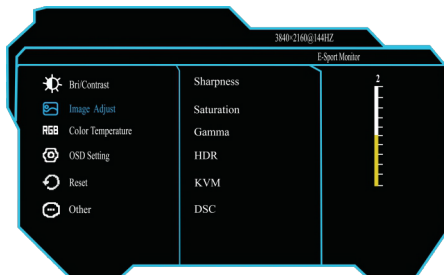 3840×2160@144HZ
E-Sport Monitor
Bri/Contrast
Image Adjust
RGB Color Temperature
OSD Setting
Reset
Other
Sharpness
Saturation
Gamma
HDR
KVM
DSC
2